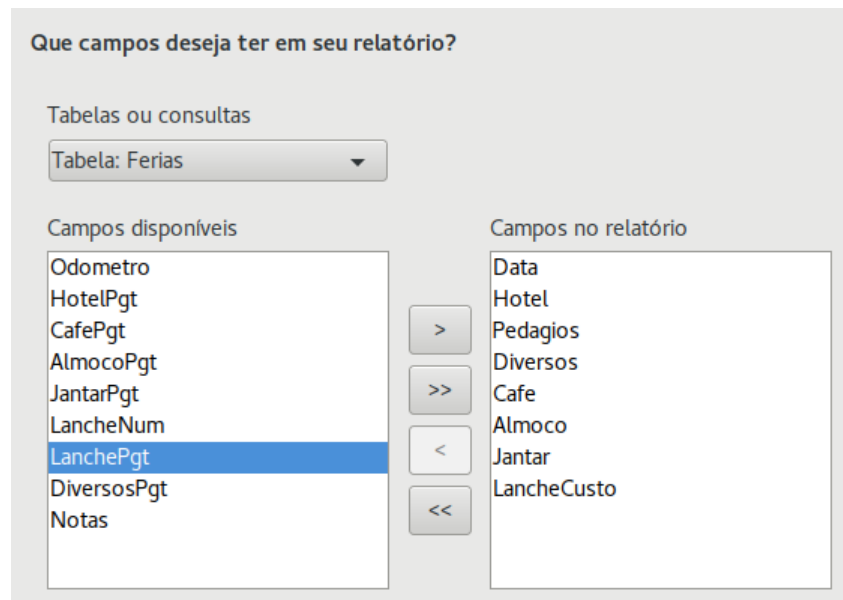 Que campos deseja ter em seu relatório?
Tabelas ou consultas
Tabela: Ferias
Campos disponíveis
Odometro
HotelPgt
CafePgt
AlmocoPgt
JantarPgt
LancheNum
LanchePgt
DiversosPgt
Notas
>
>>
<
<<
Campos no relatório
Data
Hotel
Pedagios
Diversos
Cafe
Almoco
Jantar
LancheCusto